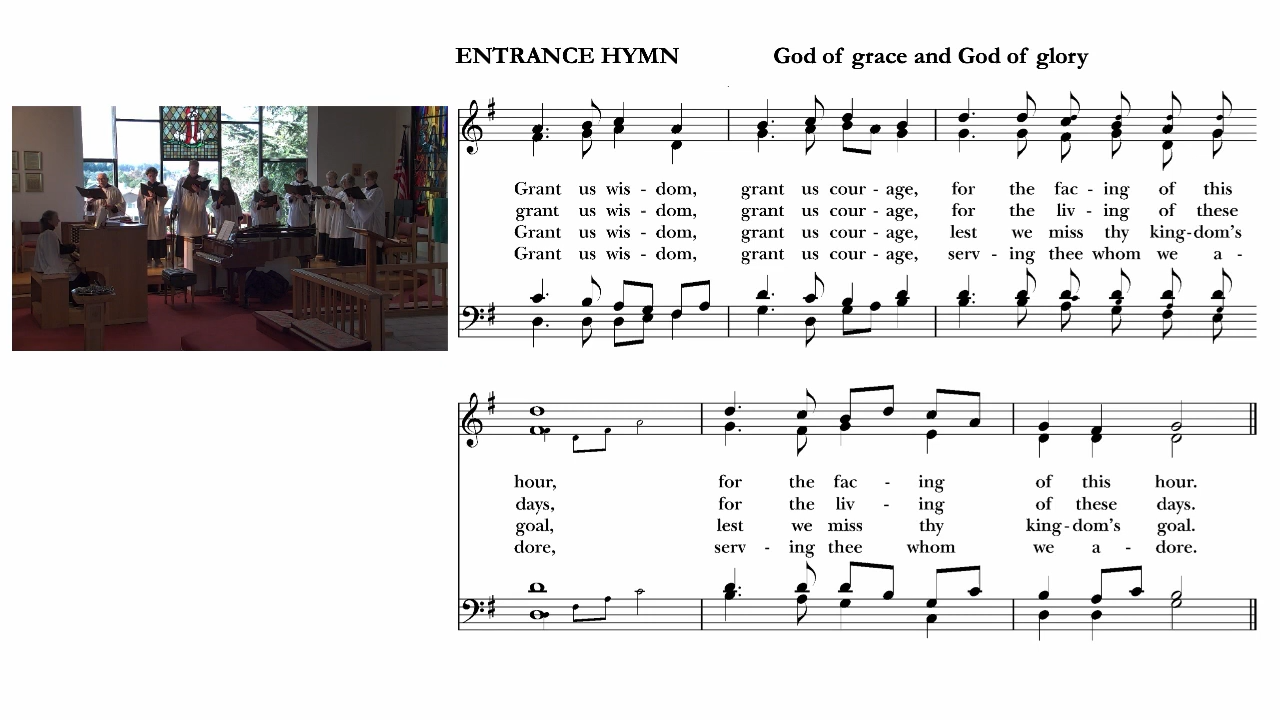 ENTRANCE HYMN God of grace and God of glory
Grant us wis - dom, grant us cour - age, for the fac - ing of this
grant us wis - dom, grant us cour - age, for the liv - ing of these
Grant us wis - dom, grant us cour - age, lest we miss thy king-dom's
Grant us wis - dom, grant us cour - age, serv - ing thee whom we a -
hour, for the fac - ing of this hour.
days, for the liv - ing of these days.
goal, lest we miss thy king-dom's goal.
dore, serv - ing thee whom we a - dore.